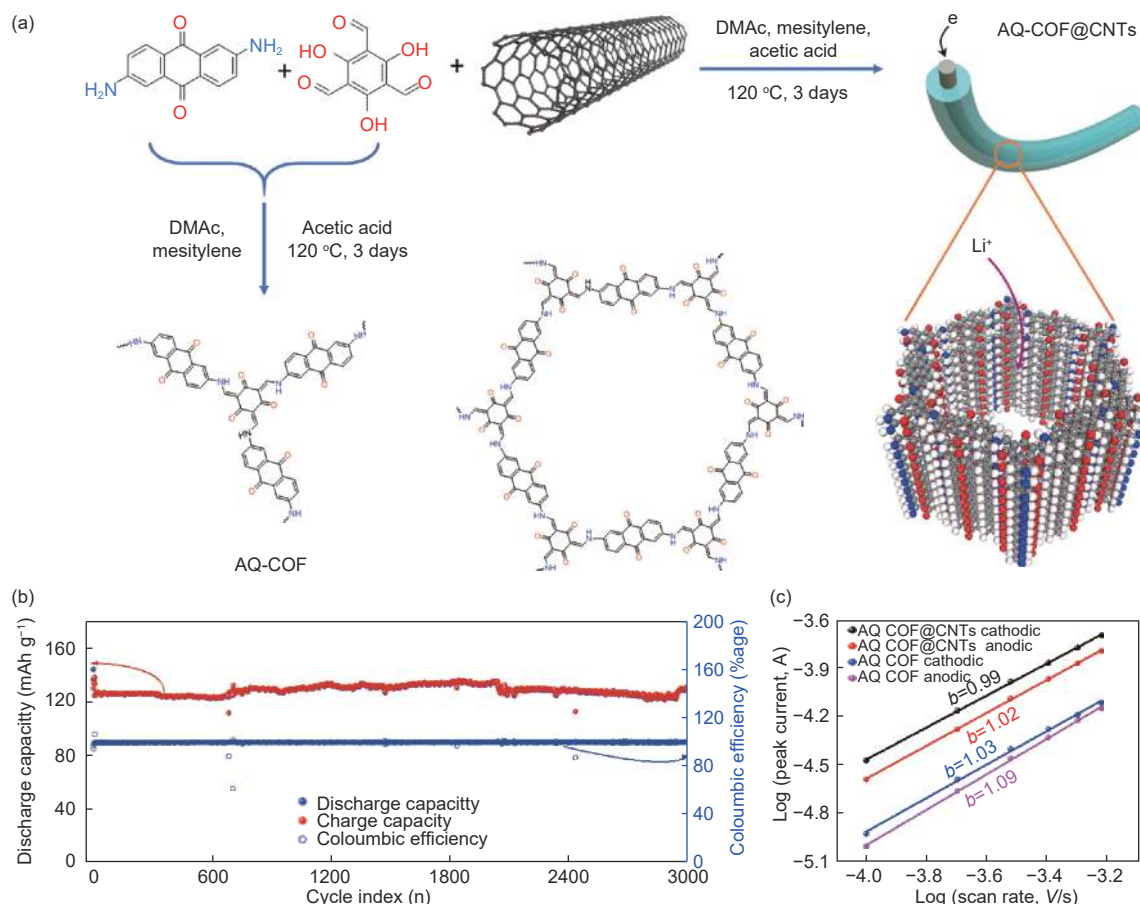 (a)
O
NH2
H2N
O
+
O
OH
HO
O
O
OH
+
DMAc, mesitylene,
acetic acid
120 °C, 3 days
e
AQ-COF@CNTs
DMAc,
mesitylene
Acetic acid
120 °C, 3 days
Li+
AQ-COF
(b)
Discharge capacitty (mAh g−1)
160
120
80
40
0
0
600
1200
1800
2400
3000
Cycle index (n)
200
160
120
80
40
0
Coloumbic efficiency (%age)
Discharge capacitty
Charge capacity
Coloumbic efficiency
(c)
Log (peak current, A)
−3.6
−3.9
−4.2
−4.5
−4.8
−5.1
AQ COF@CNTs cathodic
AQ COF@CNTs anodic
AQ COF cathodic
AQ COF anodic
b=0.99
b=1.02
b=1.03
b=1.09
−4.0
−3.8
−3.6
−3.4
−3.2
Log (scan rate, V/s)